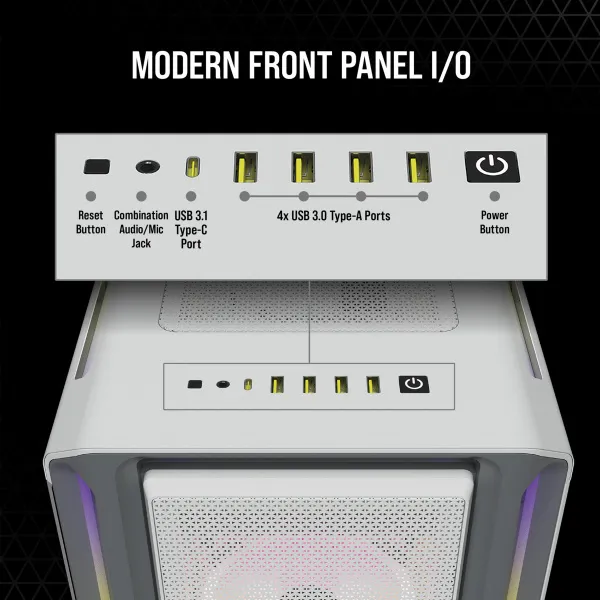 MODERN FRONT PANEL I/O
Reset
Button
Combination
Audio/Mic
Jack
USB 3.1
Type-C
Port
4x USB 3.0 Type-A Ports
Power
Button